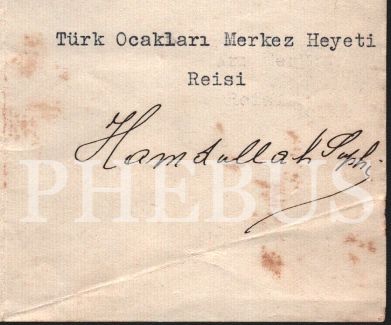 Türk Ocakları Merkez Heyeti
Reisi
Hamdullah Suphi
PHEBUS